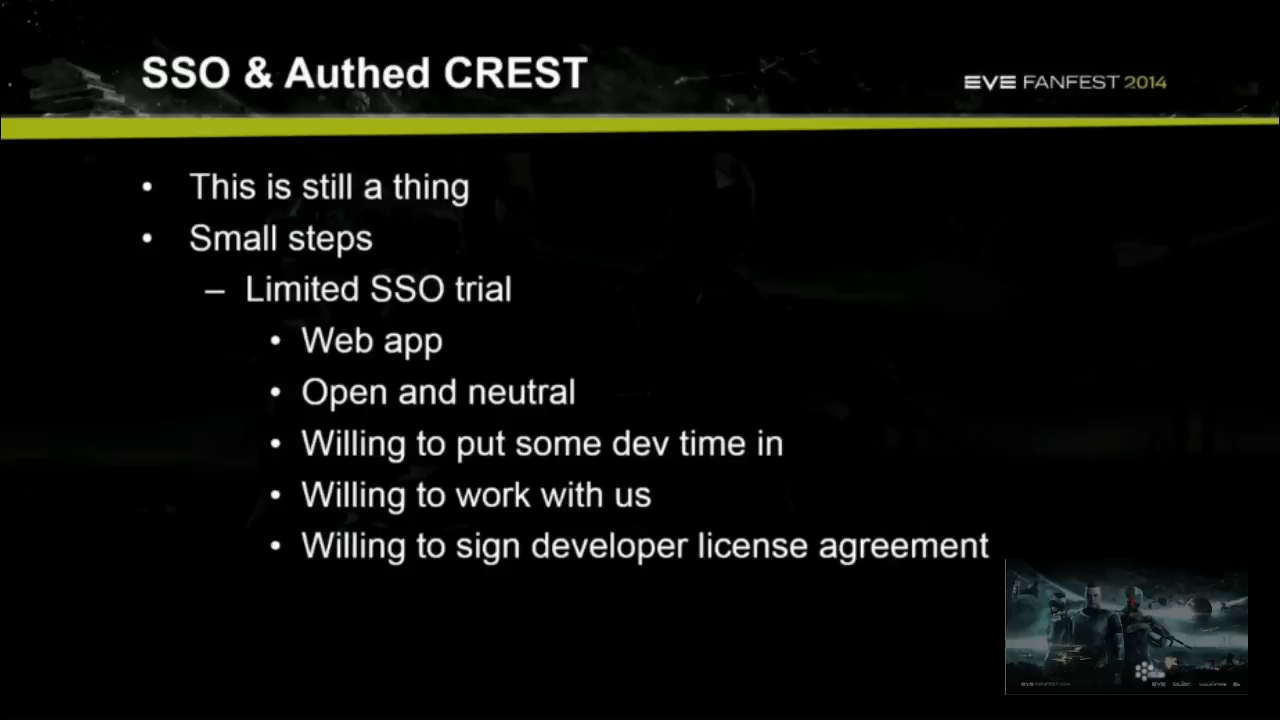 SSO & Authed CREST
EVE FANFEST 2014
• This is still a thing
• Small steps
– Limited SSO trial
• Web app
• Open and neutral
• Willing to put some dev time in
• Willing to work with us
• Willing to sign developer license agreement
EVE